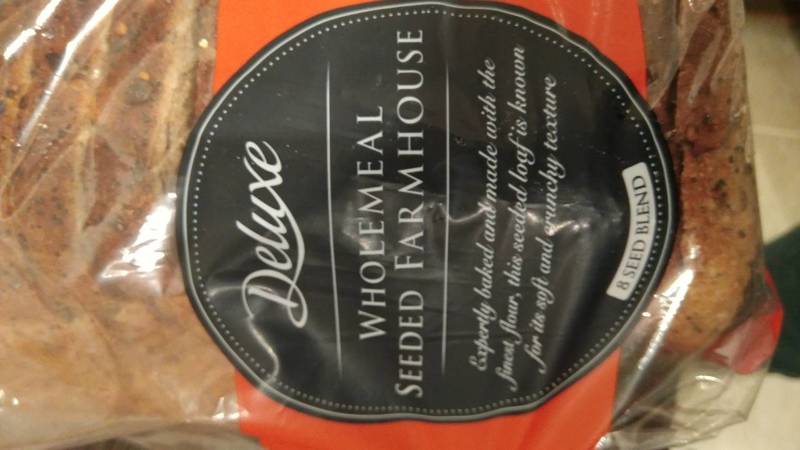 Deluxe
WHOLEMEAL
SEEDED FARMHOUSE
Expertly baked and made with the
finest flour, this seeded loaf is known
for its soft and crunchy texture
8 SEED BLEND